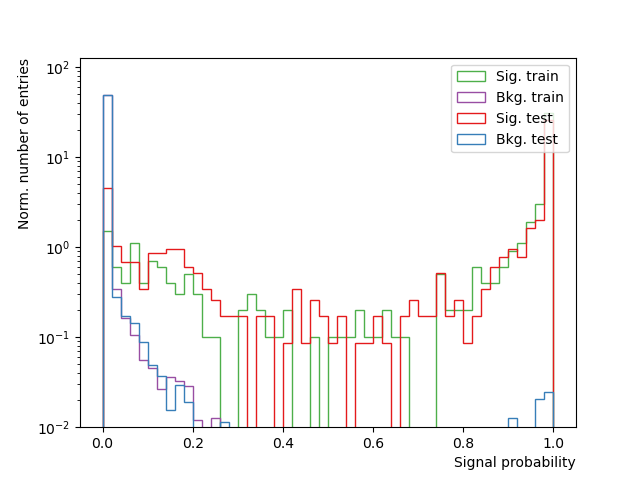 Norm. number of entries
10²
10¹
10⁰
10⁻¹
10⁻²
Sig. train
Bkg. train
Sig. test
Bkg. test
0.0 0.2 0.4 0.6 0.8 1.0
Signal probability